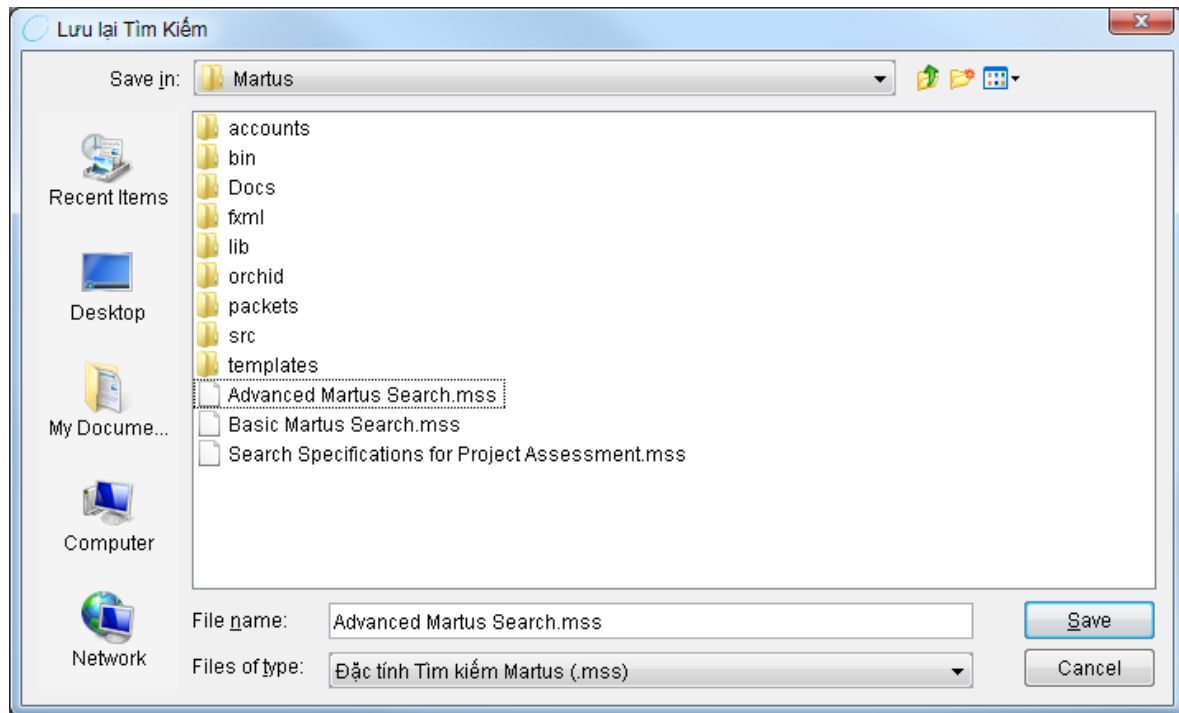 Lưu lại Tìm Kiếm
Save in: Martus
accounts
bin
Docs
fxml
lib
orchid
packets
src
templates
Advanced Martus Search.mss
Basic Martus Search.mss
Search Specifications for Project Assessment.mss
Recent Items
Desktop
My Docume...
Computer
Network
File name: Advanced Martus Search.mss Save
Files of type: Đặc tính Tìm kiếm Martus (.mss) Cancel